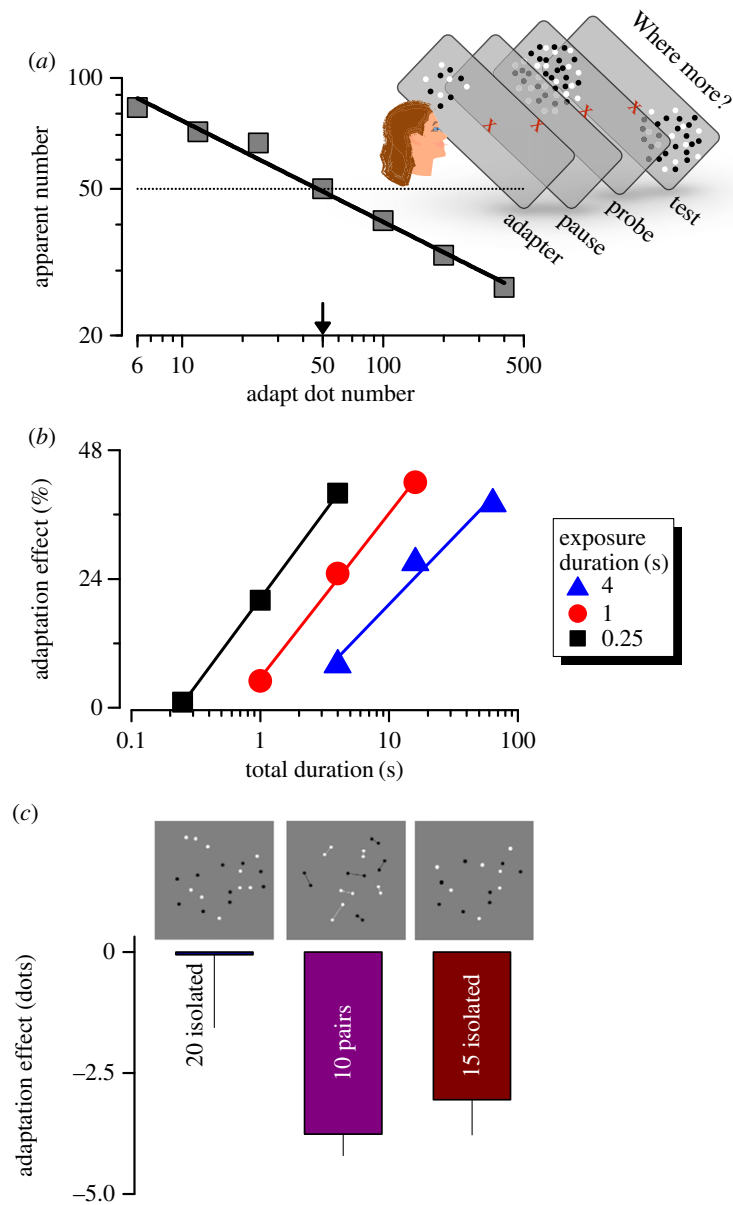 (a)
100
50
20
apparent number
6
10
50
100
500
adapt dot number
Where more?
x
x
x
x
adapter
pause
probe
test
(b)
48
24
0
adaptation effect (%)
0.1
1
10
100
total duration (s)
exposure
duration (s)
4
1
0.25
(c)
0
–2.5
–5.0
adaptation effect (dots)
20 isolated
10 pairs
15 isolated